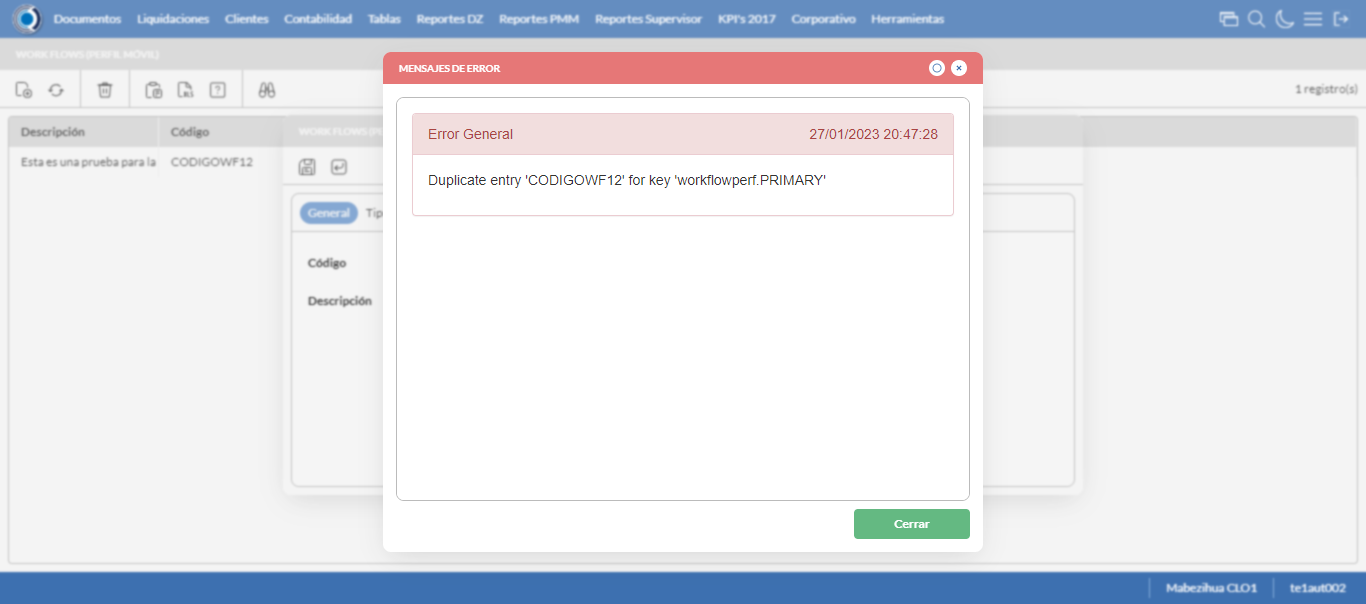 Documentos Liquidaciones Clientes Contabilidad Tablas Reportes DZ Reportes PMM Reportes Supervisor KPI's 2017 Corporativo Herramientas
WORK FLOWS (PERFIL MÓVIL)
MENSAJES DE ERROR
1 registro(s)
Descripción Código
WORK FLOWS (PE
Error General 27/01/2023 20:47:28
Esta es una prueba para la CODIGOWF12
Duplicate entry 'CODIGOWF12' for key 'workflowperf.PRIMARY'
General Tip
Código
Descripción
Cerrar
Mabezihua CLO1 te1aut002